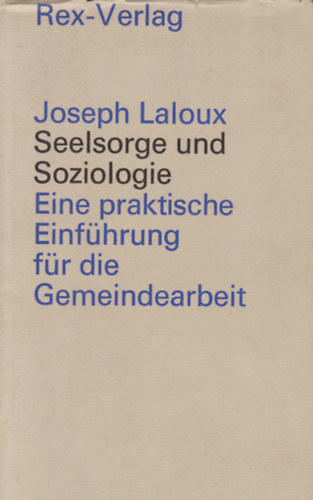 Rex-Verlag
Joseph Laloux
Seelsorge und
Soziologie
Eine praktische
Einführung
für die
Gemeindearbeit